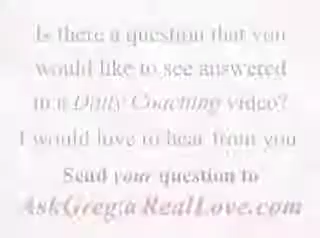 Is there a question that you
would like to see answered
in a Daily Coaching video?
I would love to hear from you
Send your question to
AskGreg@RealLove.com